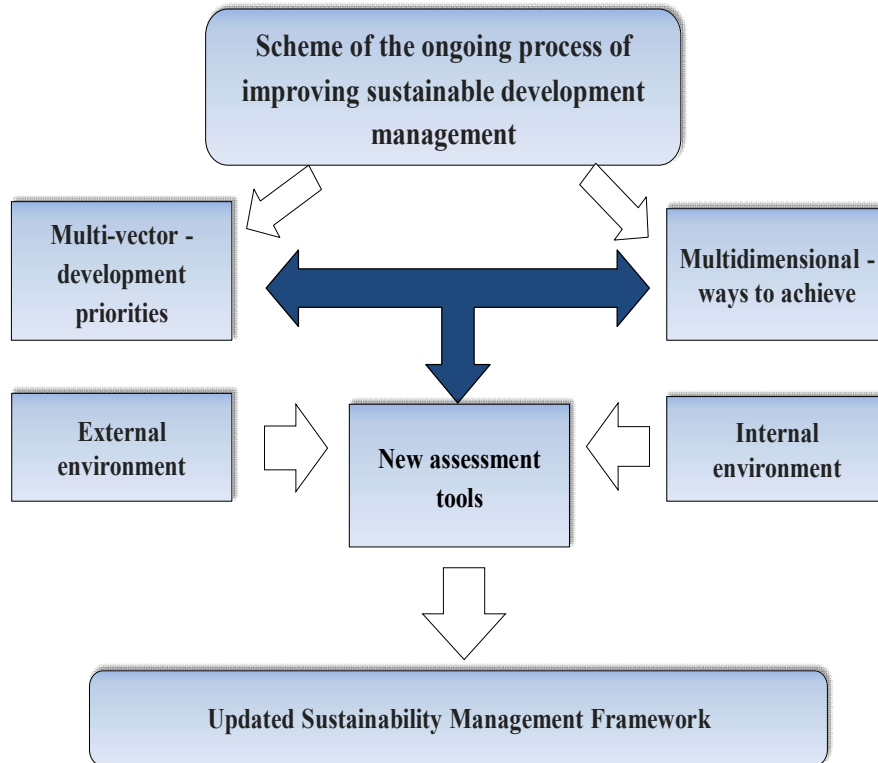 Scheme of the ongoing process of
improving sustainable development
management
Multi-vector -
development
priorities
Multidimensional -
ways to achieve
External
environment
New assessment
tools
Internal
environment
Updated Sustainability Management Framework